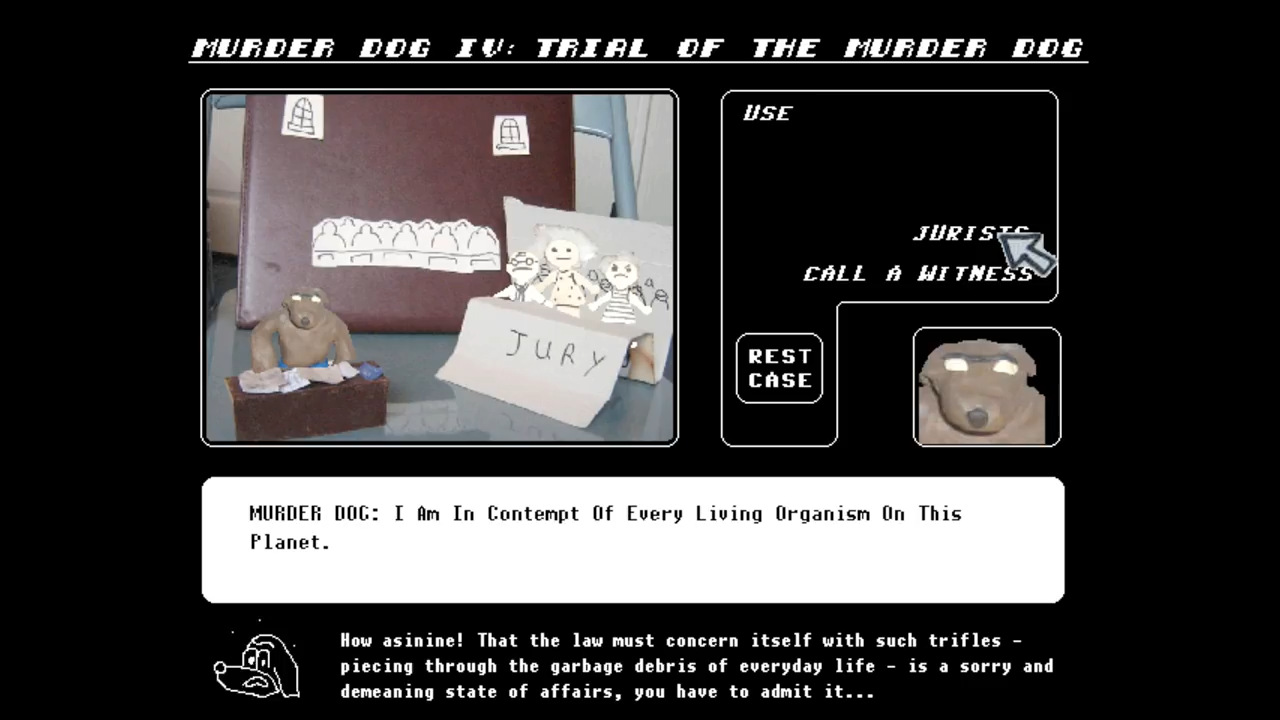 MURDER DOG IV: TRIAL OF THE MURDER DOG
USE
JURISTS
CALL A WITNESS
REST
CASE
JURY
MURDER DOG: I Am In Contempt Of Every Living Organism On This
Planet.
How asinine! That the law must concern itself with such trifles -
piecing through the garbage debris of everyday life - is a sorry and
demeaning state of affairs, you have to admit it...